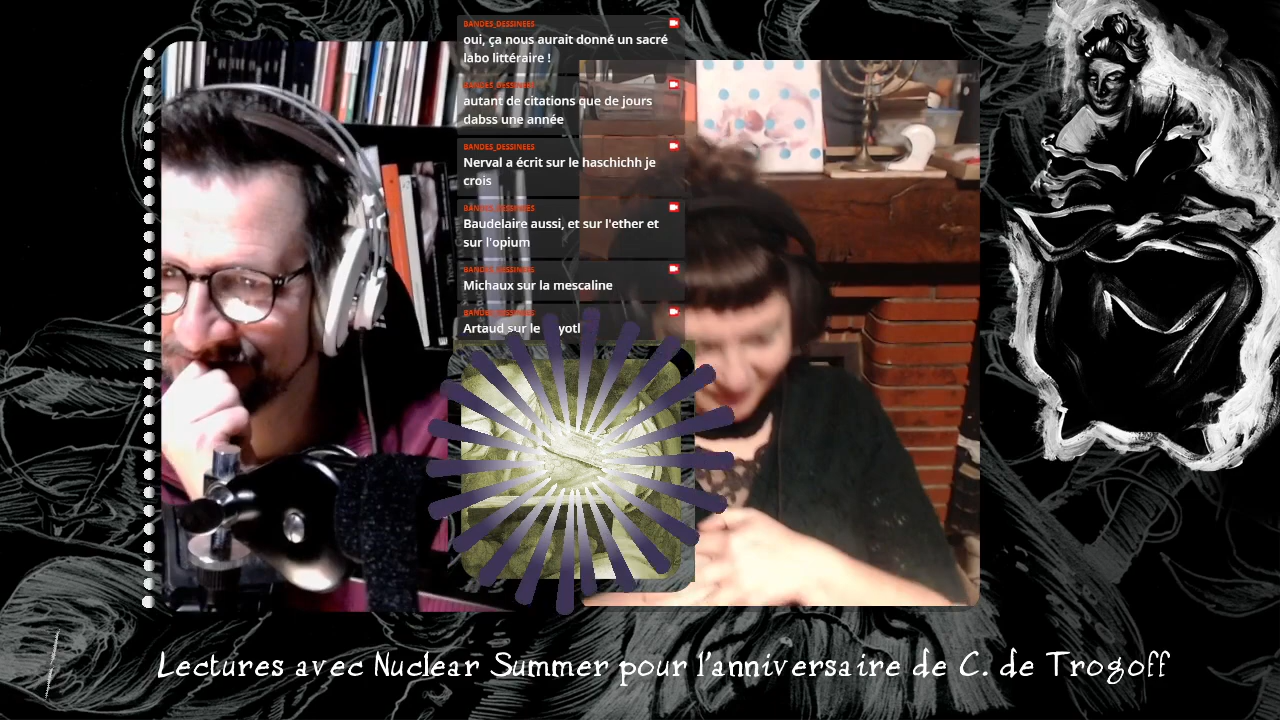 BANDES_DESSINEES
oui, ça nous aurait donné un sacré
labo littéraire !
BANDES_DESSINEES
autant de citations que de jours
dabss une année
BANDES_DESSINEES
Nerval a écrit sur le haschichh je
crois
BANDES_DESSINEES
Baudelaire aussi, et sur l'ether et
sur l'opium
BANDES_DESSINEES
Michaux sur la mescaline
BANDES_DESSINEES
Artaud sur le
Lectures avec Nuclear Summer pour l'anniversaire de C. de Trogoff